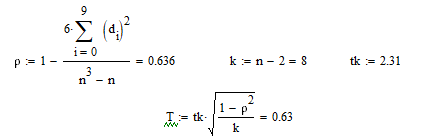 ρ := 1 − (6·∑_{i = 0}^{9} (d_i)^2) / (n^3 − n) = 0.636 k := n − 2 = 8 tk := 2.31
T := tk·√((1 − ρ^2) / k) = 0.63